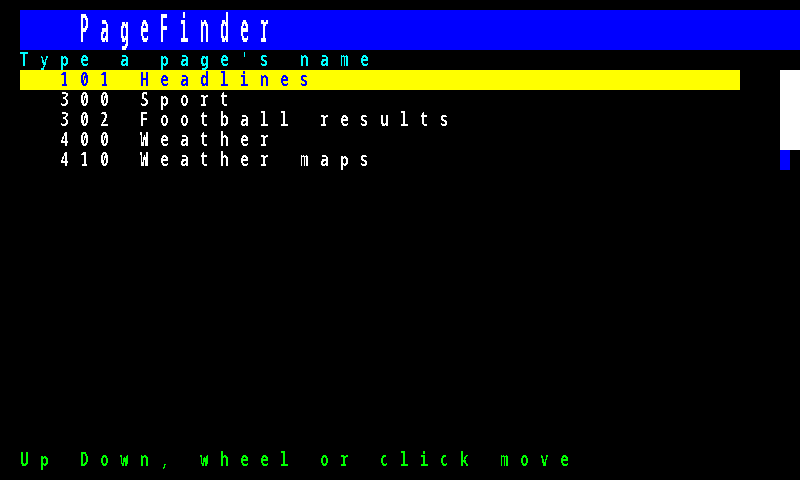 PageFinder
Type a page's name
101 Headlines
300 Sport
302 Football results
400 Weather
410 Weather maps
Up Down, wheel or click move